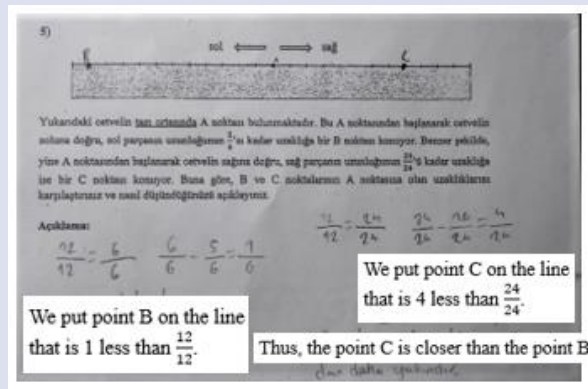 5)
sol ⟸ ⟹ sağ
B A C
Yukarıdaki cetvelin tam ortasında A noktası bulunmaktadır. Bu A noktasından başlanarak cetvelin
soluna doğru, sol parçanın uzunluğunun 5/6'sı kadar uzaklığa bir B noktası konuyor. Benzer şekilde,
yine A noktasından başlanarak cetvelin sağına doğru, sağ parçanın uzunluğunun 20/24'ü kadar uzaklığa
ise bir C noktası konuyor. Buna göre, B ve C noktalarının A noktasına olan uzaklıklarını
karşılaştırınız ve nasıl düşündüğünüzü açıklayınız.
Açıklama:
12/12 = 6/6 6/6 - 5/6 = 1/6
12/12 = 24/24 24/24 - 20/24 = 4/24
We put point C on the line
that is 4 less than 24/24.
We put point B on the line
that is 1 less than 12/12.
Thus, the point C is closer than the point B
daha yakındır.